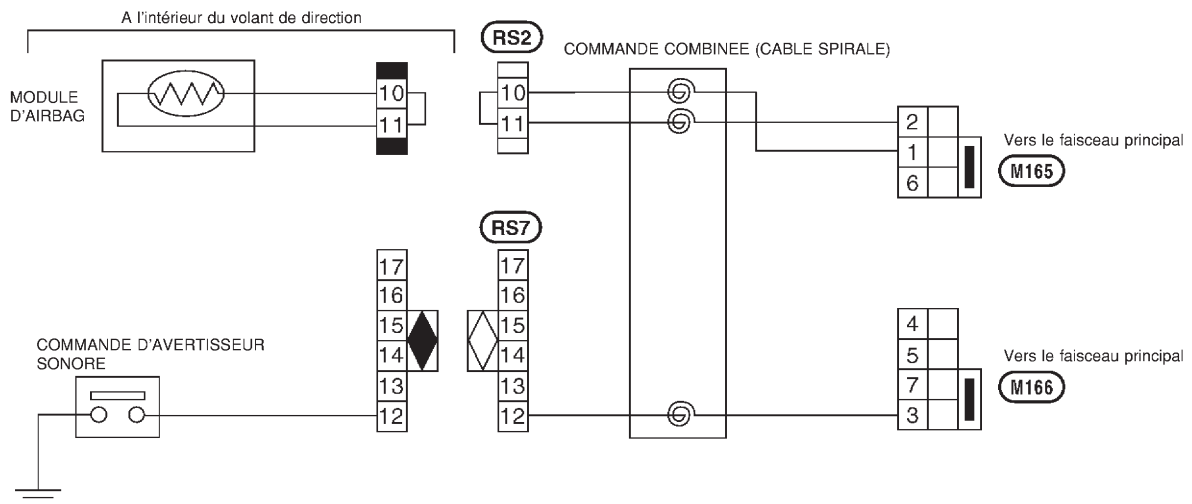 A l'intérieur du volant de direction
RS2
COMMANDE COMBINEE (CABLE SPIRALE)
MODULE
D'AIRBAG
10
11
10
11
2
1
6
Vers le faisceau principal
M165
RS7
17
16
15
14
13
12
17
16
15
14
13
12
COMMANDE D'AVERTISSEUR
SONORE
4
5
7
3
Vers le faisceau principal
M166